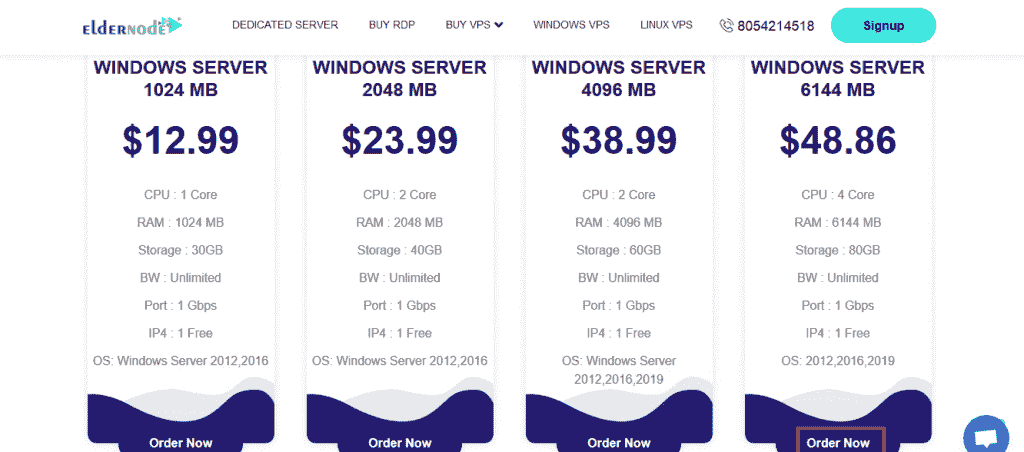 eldernode
DEDICATED SERVER
BUY RDP
BUY VPS
WINDOWS VPS
LINUX VPS
8054214518
Signup
WINDOWS SERVER
1024 MB
$12.99
CPU : 1 Core
RAM : 1024 MB
Storage : 30GB
BW : Unlimited
Port : 1 Gbps
IP4 : 1 Free
OS: Windows Server 2012,2016
Order Now
WINDOWS SERVER
2048 MB
$23.99
CPU : 2 Core
RAM : 2048 MB
Storage : 40GB
BW : Unlimited
Port : 1 Gbps
IP4 : 1 Free
OS: Windows Server 2012,2016
Order Now
WINDOWS SERVER
4096 MB
$38.99
CPU : 2 Core
RAM : 4096 MB
Storage : 60GB
BW : Unlimited
Port : 1 Gbps
IP4 : 1 Free
OS: Windows Server
2012,2016,2019
Order Now
WINDOWS SERVER
6144 MB
$48.86
CPU : 4 Core
RAM : 6144 MB
Storage : 80GB
BW : Unlimited
Port : 1 Gbps
IP4 : 1 Free
OS: 2012,2016,2019
Order Now